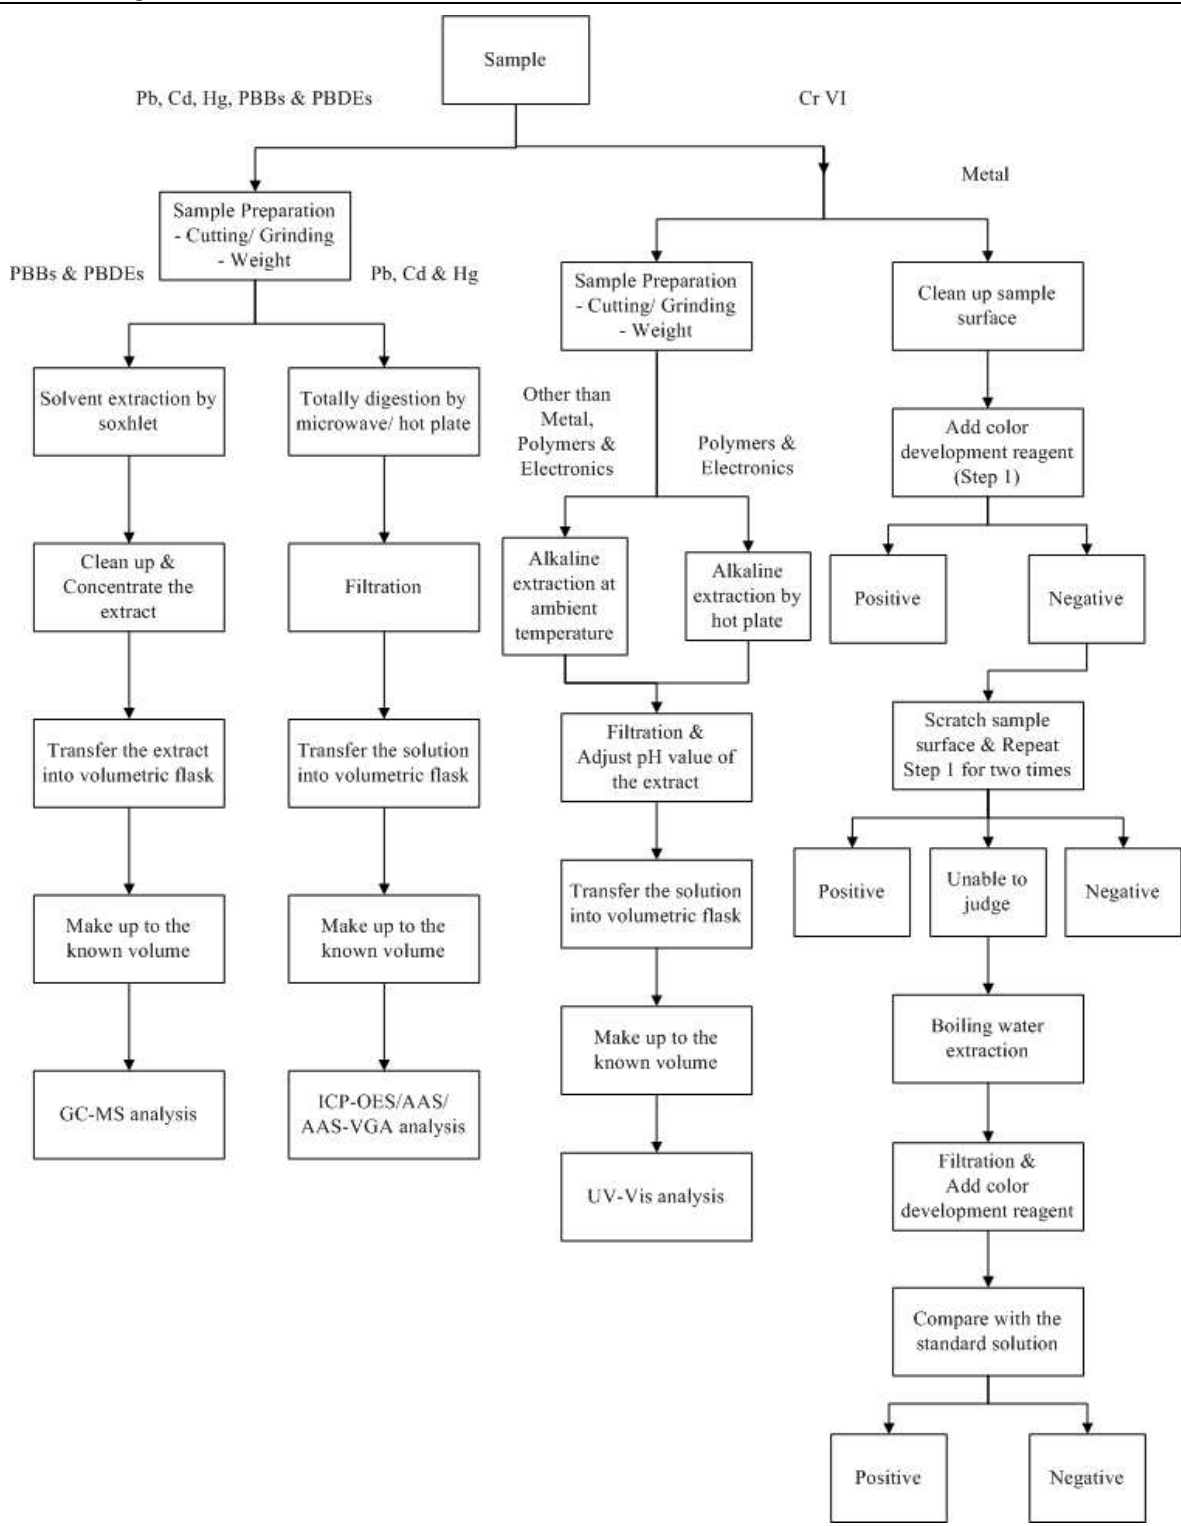 Sample
Pb, Cd, Hg, PBBs & PBDEs
Cr VI
Metal
Sample Preparation
- Cutting/ Grinding
- Weight
PBBs & PBDEs
Pb, Cd & Hg
Sample Preparation
- Cutting/ Grinding
- Weight
Clean up sample
surface
Solvent extraction by
soxhlet
Totally digestion by
microwave/ hot plate
Other than
Metal,
Polymers &
Electronics
Polymers &
Electronics
Add color
development reagent
(Step 1)
Clean up &
Concentrate the
extract
Filtration
Alkaline
extraction at
ambient
temperature
Alkaline
extraction by
hot plate
Positive
Negative
Transfer the extract
into volumetric flask
Transfer the solution
into volumetric flask
Filtration &
Adjust pH value of
the extract
Scratch sample
surface & Repeat
Step 1 for two times
Positive
Unable to
judge
Negative
Make up to the
known volume
Make up to the
known volume
Transfer the solution
into volumetric flask
Boiling water
extraction
Make up to the
known volume
GC-MS analysis
ICP-OES/AAS/
AAS-VGA analysis
UV-Vis analysis
Filtration &
Add color
development reagent
Compare with the
standard solution
Positive
Negative